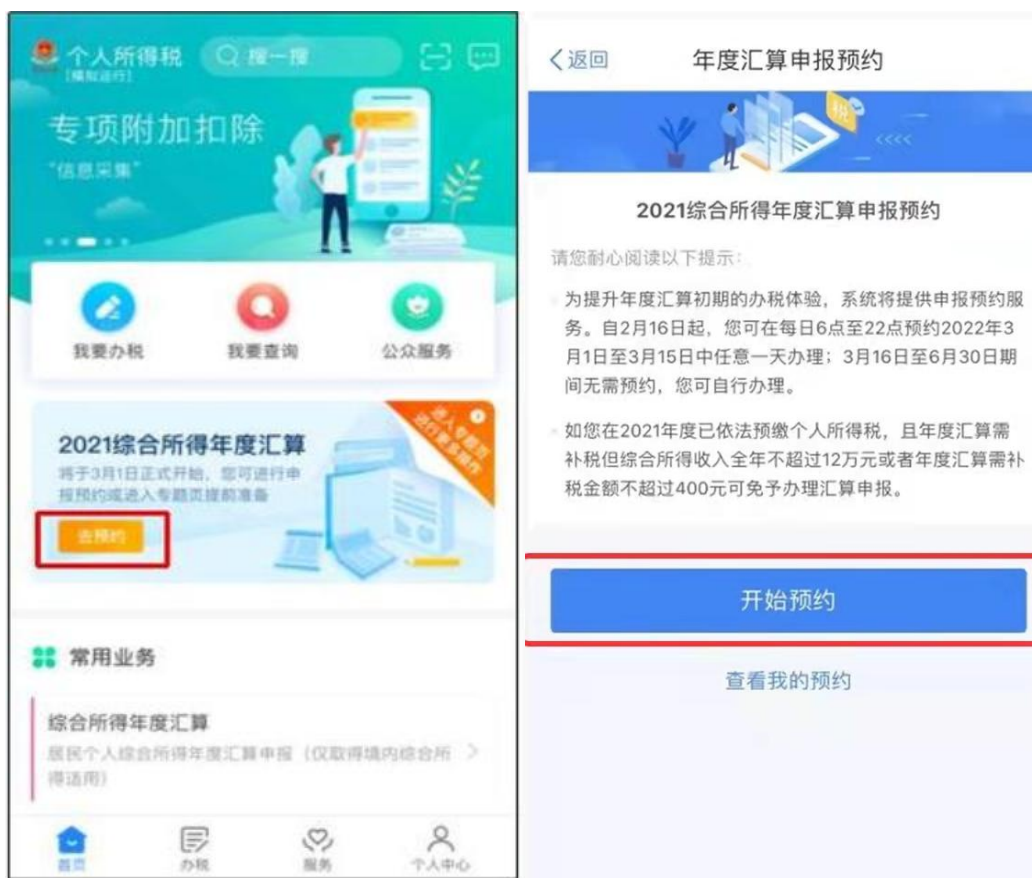 个人所得税
搜一搜
[模拟运行]
专项附加扣除
“信息采集”
我要办税
我要查询
公众服务
2021综合所得年度汇算
将于3月1日正式开始，您可进行申
报预约或进入专题页提前准备
去预约
进入专题页
进行更多操作
常用业务
综合所得年度汇算
居民个人综合所得年度汇算申报（仅取得境内综合所
得适用）
首页
办税
服务
个人中心
返回
年度汇算申报预约
税
2021综合所得年度汇算申报预约
请您耐心阅读以下提示：
为提升年度汇算初期的办税体验，系统将提供申报预约服
务。自2月16日起，您可在每日6点至22点预约2022年3
月1日至3月15日中任意一天办理；3月16日至6月30日期
间无需预约，您可自行办理。
如您在2021年度已依法预缴个人所得税，且年度汇算需
补税但综合所得收入全年不超过12万元或者年度汇算需补
税金额不超过400元可免予办理汇算申报。
开始预约
查看我的预约